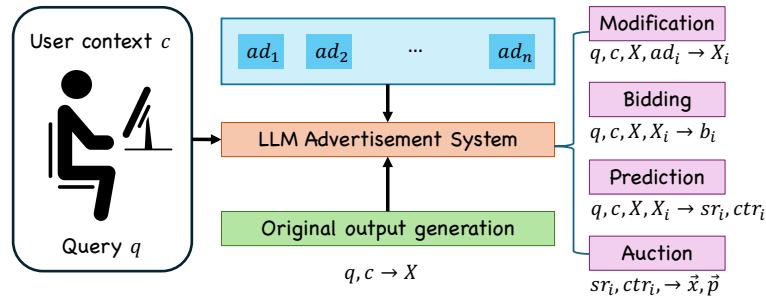 User context c
Query q
ad₁ ad₂ ... adₙ
LLM Advertisement System
Original output generation
q, c → X
Modification
q, c, X, adᵢ → Xᵢ
Bidding
q, c, X, Xᵢ → bᵢ
Prediction
q, c, X, Xᵢ → srᵢ, ctrᵢ
Auction
srᵢ, ctrᵢ, → x⃗, p⃗